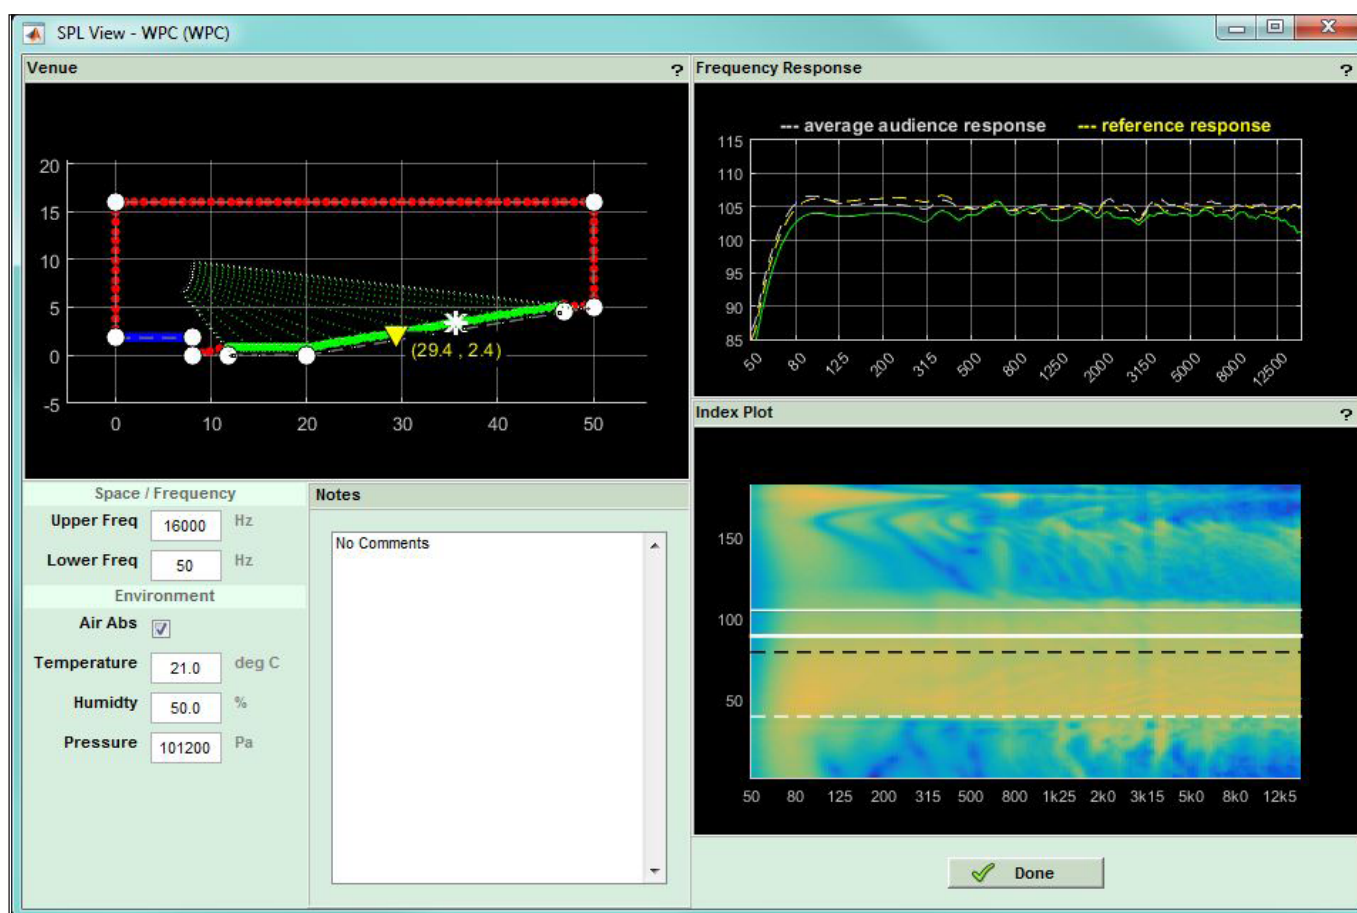 SPL View - WPC (WPC)
X
Venue ?
20
15
10
5
0
-5
0 10 20 30 40 50
(29.4 , 2.4)
Frequency Response ?
--- average audience response --- reference response
115
110
105
100
95
90
85
50 80 125 200 315 500 800 1250 2000 3150 5000 8000 12500
Index Plot ?
150
100
50
50 80 125 200 315 500 800 1k25 2k0 3k15 5k0 8k0 12k5
Space / Frequency
Upper Freq 16000 Hz
Lower Freq 50 Hz
Environment
Air Abs
Temperature 21.0 deg C
Humidty 50.0 %
Pressure 101200 Pa
Notes
No Comments
Done